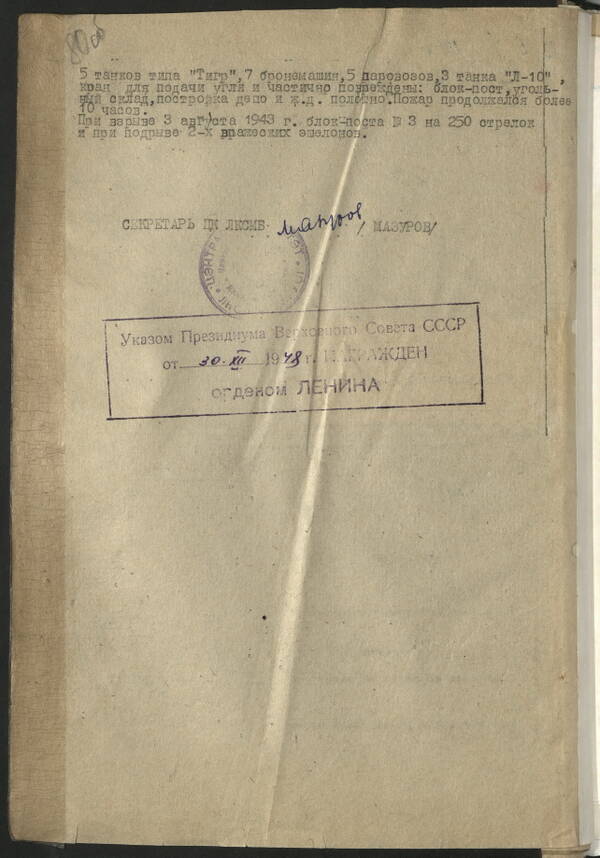 80об
5 танков типа "Тигр", 7 бронемашин, 5 паровозов, 3 танка "Л-10",
кран для подачи угля и частично повреждены: блок-пост, уголь-
ный склад, постройка депо и ж.д. полотно. Пожар продолжался более
10 часов.
При взрыве 3 августа 1943 г. блок-поста № 3 на 250 стрелок
и при подрыве 2-х вражеских эшелонов.
СЕКРЕТАРЬ ЦК ЛКСМБ Мазуров /МАЗУРОВ/
Указом Президиума Верховного Совета СССР
от 30.XII 1948 г. НАГРАЖДЕН
орденом ЛЕНИНА